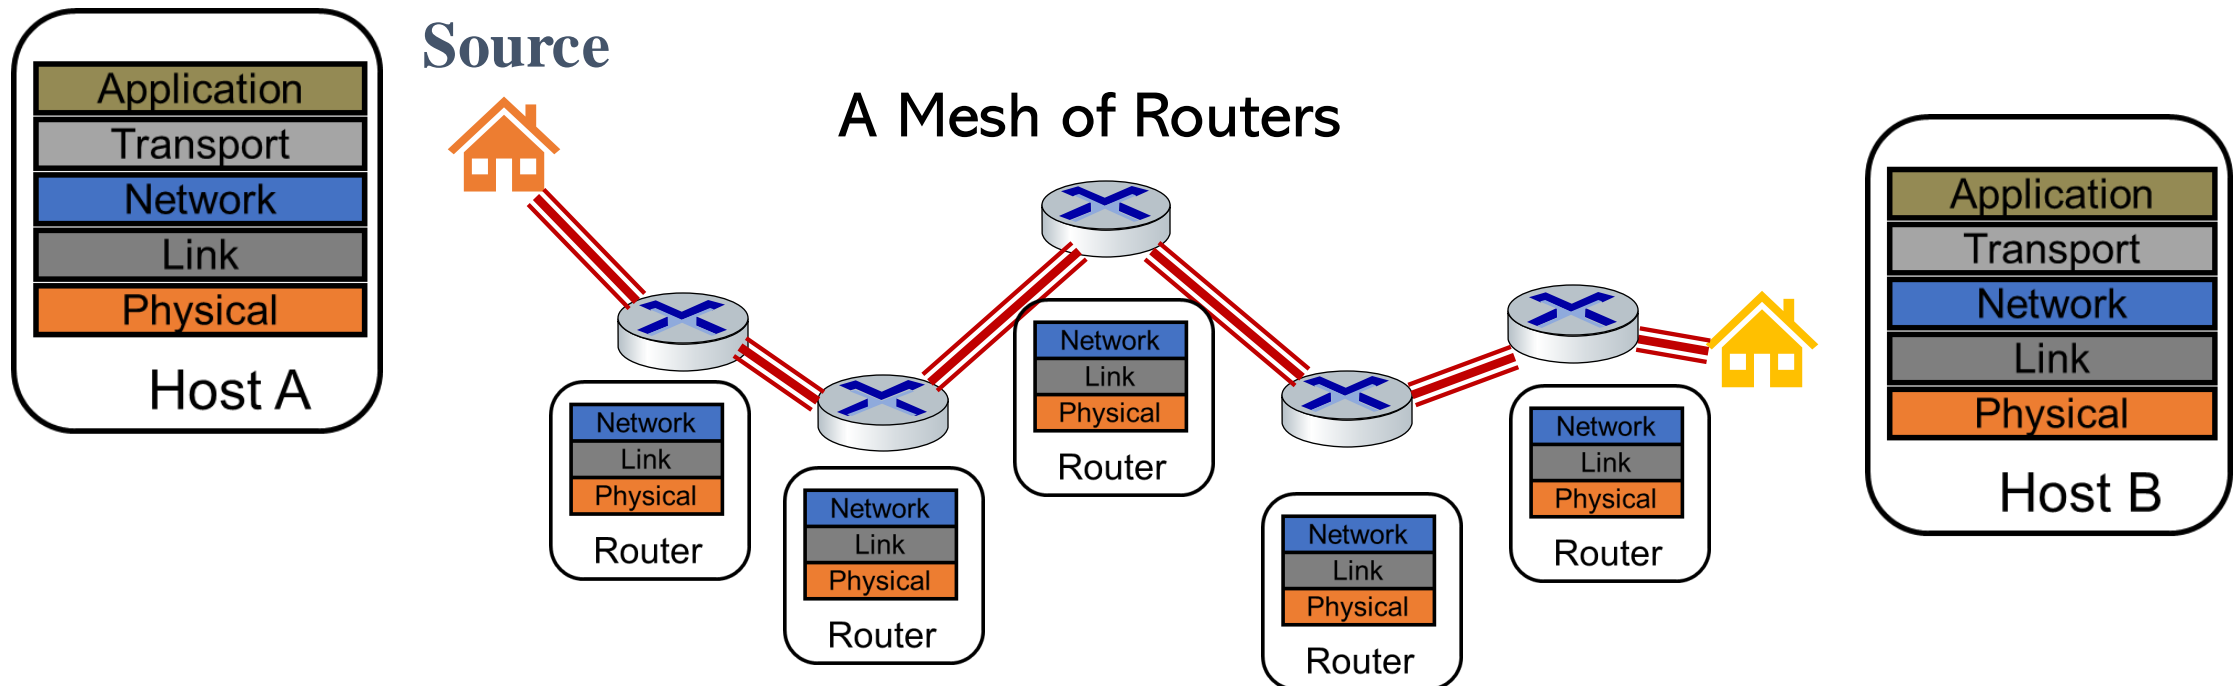 Application
Transport
Network
Link
Physical
Host A
Source
A Mesh of Routers
Network
Link
Physical
Router
Network
Link
Physical
Router
Network
Link
Physical
Router
Network
Link
Physical
Router
Network
Link
Physical
Router
Application
Transport
Network
Link
Physical
Host B